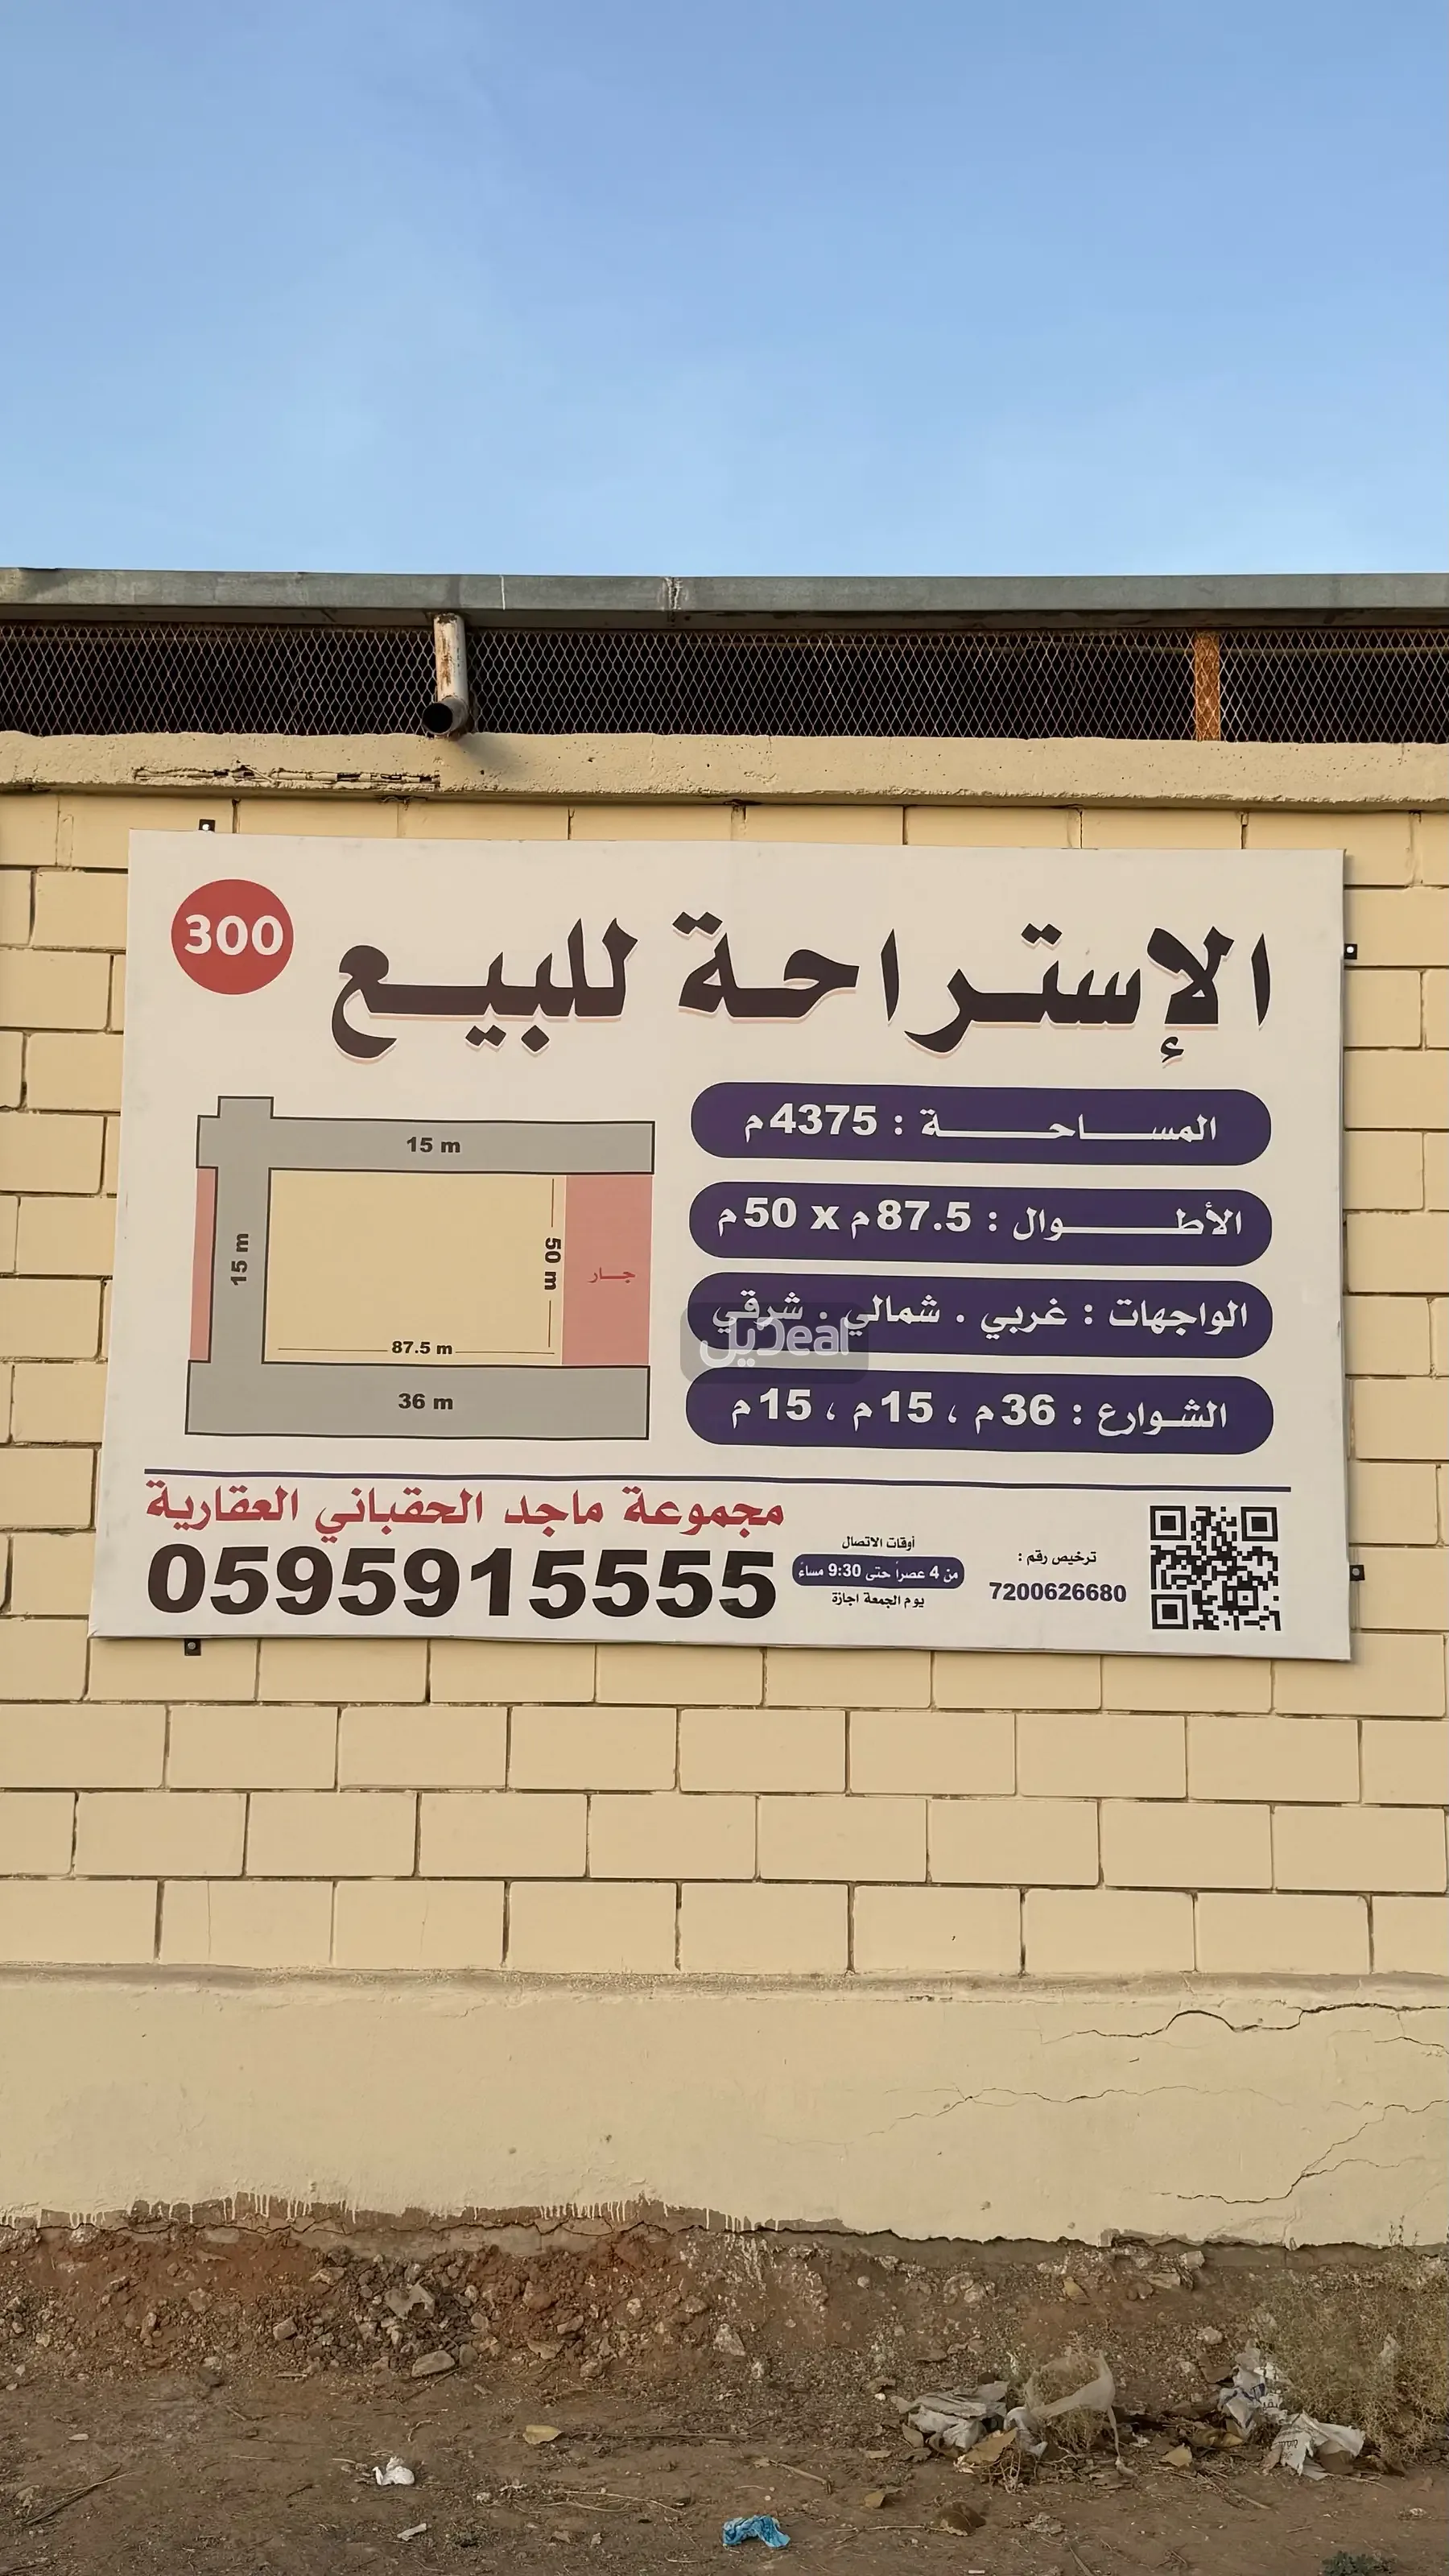 300
الإستراحة للبيع
المساحة : 4375م
الأطوال : 87.5م x 50م
الواجهات : غربي . شمالي . شرقي
الشوارع : 36م ، 15م ، 15م
15 m
15 m
50 m
جار
87.5 m
36 m
ديل Deal
مجموعة ماجد الحقباني العقارية
0595915555
أوقات الاتصال
من 4 عصراً حتى 9:30 مساءً
يوم الجمعة اجازة
ترخيص رقم :
7200626680